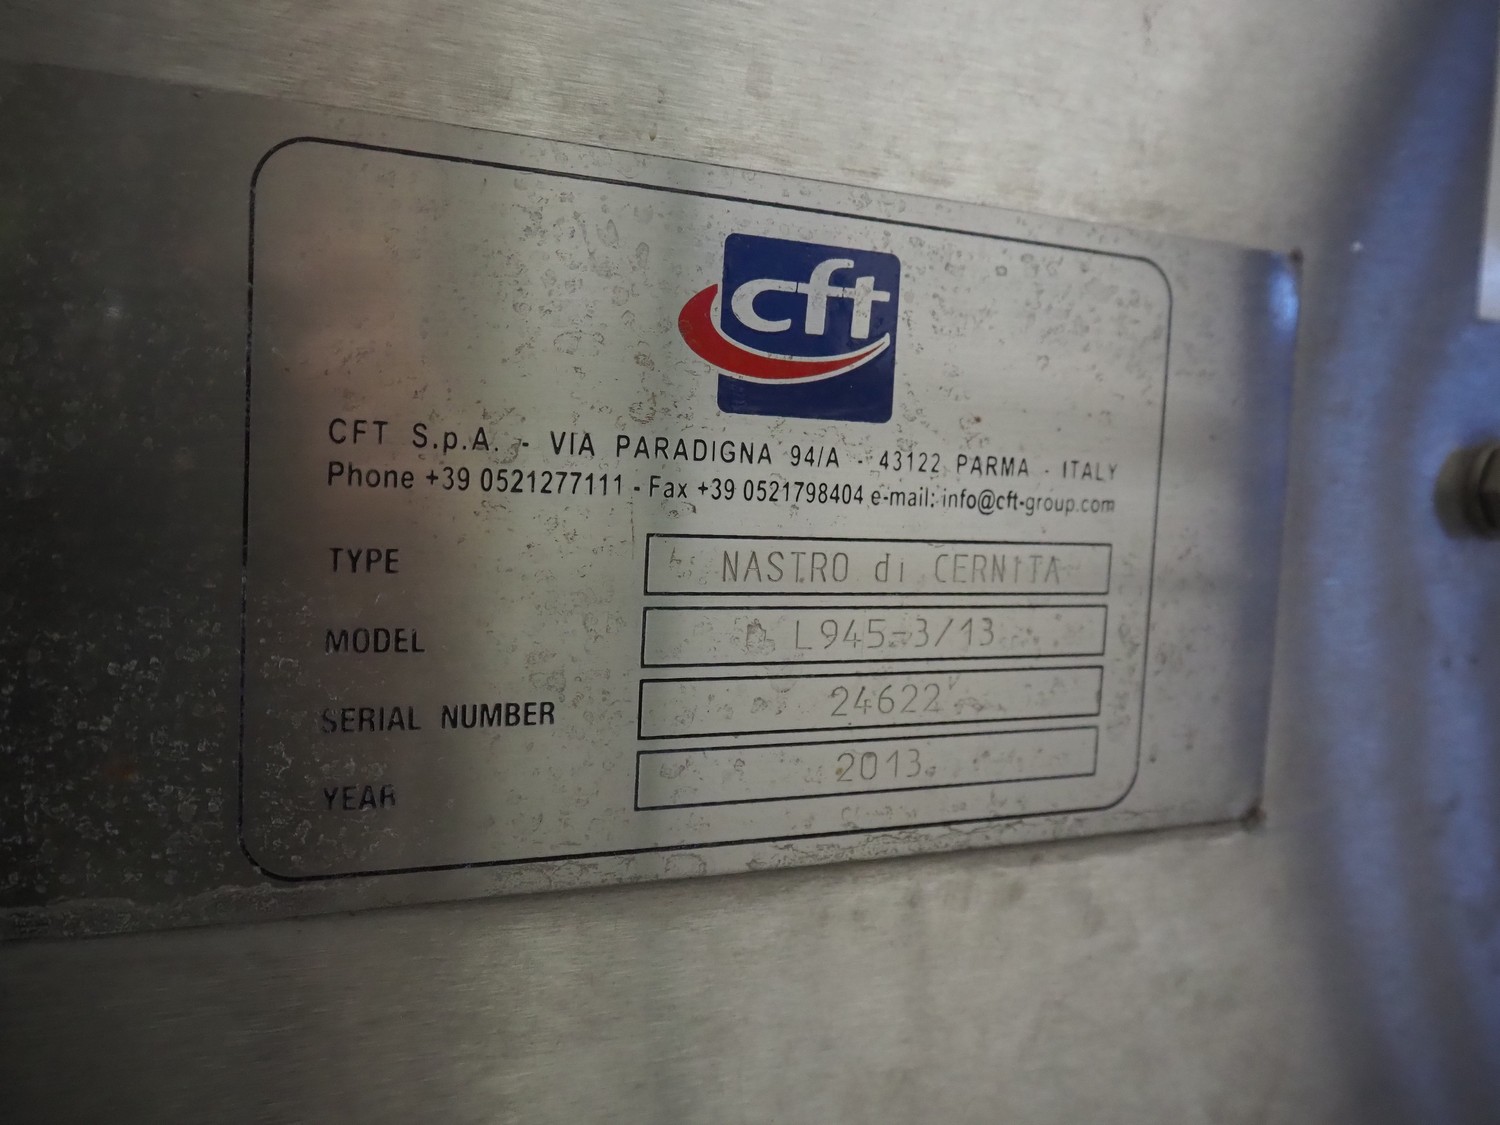 cft
CFT S.p.A. - VIA PARADIGNA 94/A - 43122 PARMA - ITALY
Phone +39 0521277111 - Fax +39 0521798404 e-mail: info@cft-group.com
TYPE NASTRO di CERNITA
MODEL L945-3/13
SERIAL NUMBER 24622
YEAR 2013